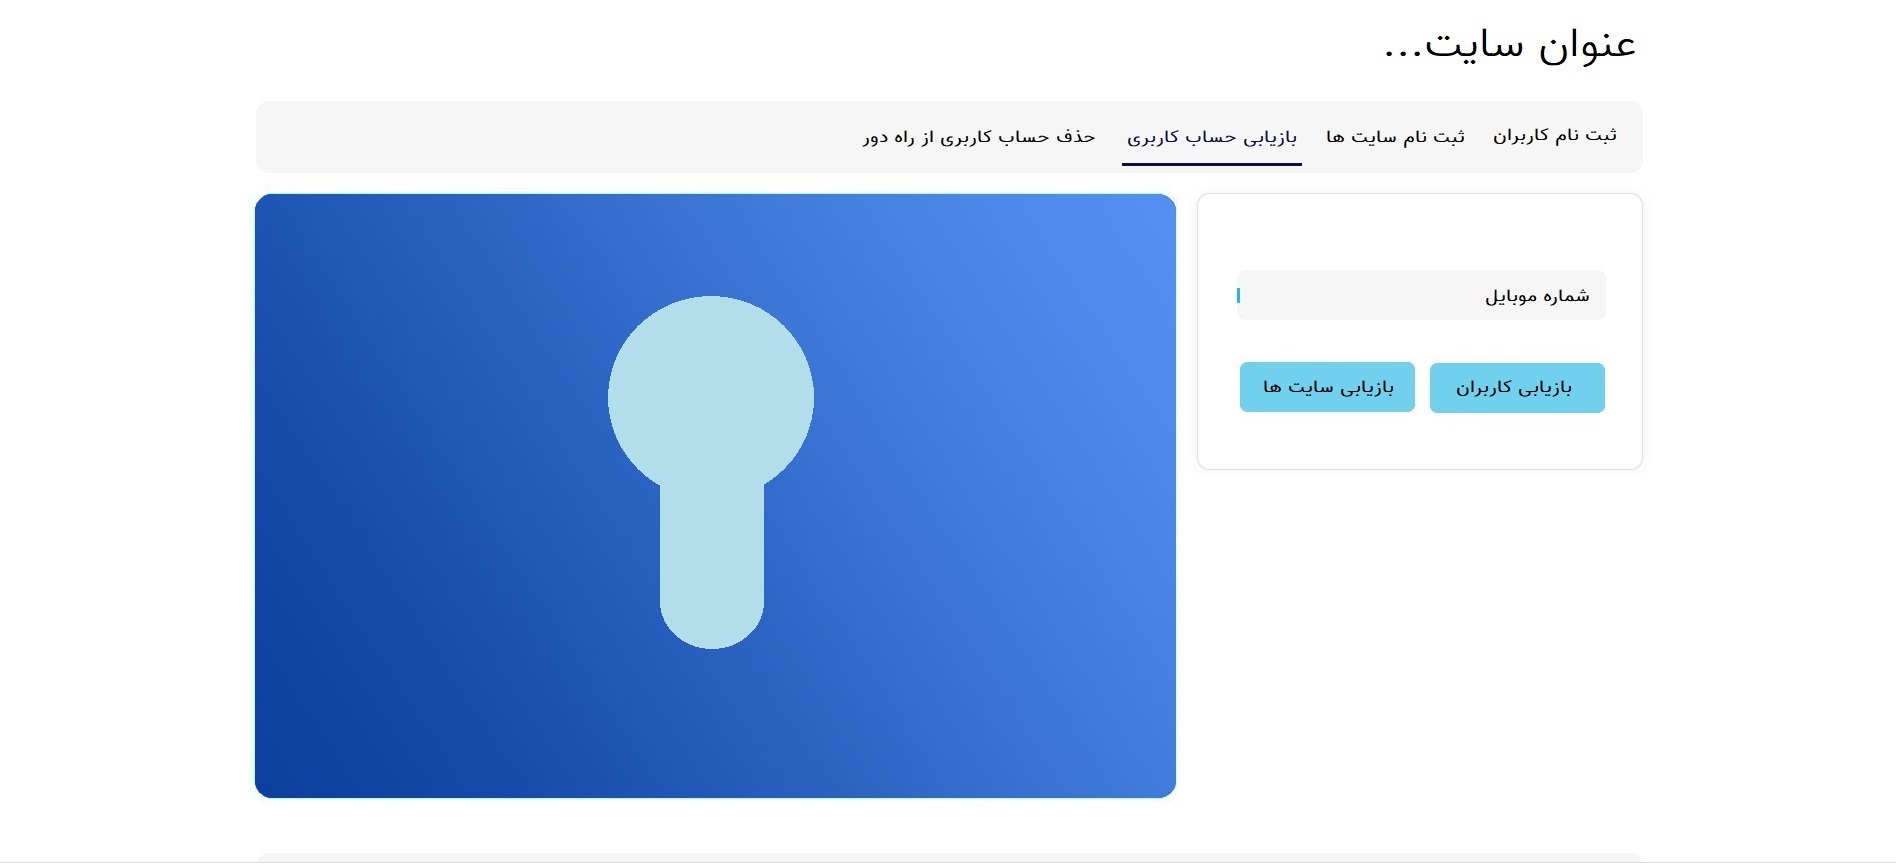 عنوان سایت...
ثبت نام کاربران
ثبت نام سایت ها
بازیابی حساب کاربری
حذف حساب کاربری از راه دور
شماره موبایل
بازیابی کاربران
بازیابی سایت ها